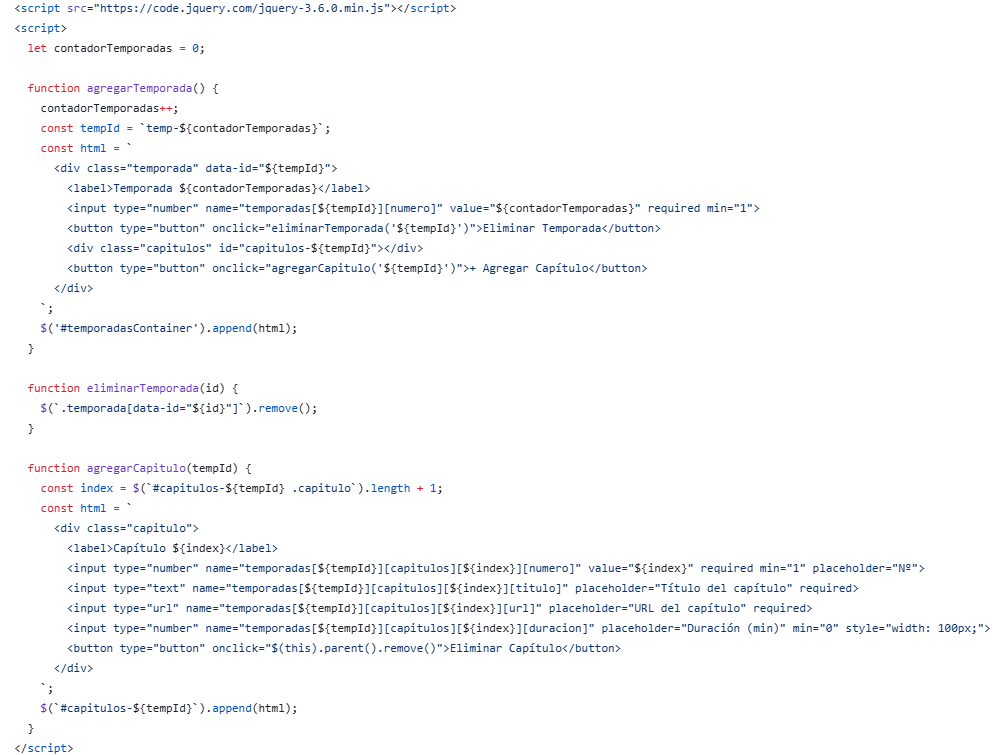 <script src="https://code.jquery.com/jquery-3.6.0.min.js"></script>
<script>
  let contadorTemporadas = 0;

  function agregarTemporada() {
    contadorTemporadas++;
    const tempId = `temp-${contadorTemporadas}`;
    const html = `
      <div class="temporada" data-id="${tempId}">
        <label>Temporada ${contadorTemporadas}</label>
        <input type="number" name="temporadas[${tempId}][numero]" value="${contadorTemporadas}" required min="1">
        <button type="button" onclick="eliminarTemporada('${tempId}')">Eliminar Temporada</button>
        <div class="capitulos" id="capitulos-${tempId}"></div>
        <button type="button" onclick="agregarCapitulo('${tempId}')">+ Agregar Capítulo</button>
      </div>
    `;
    $('#temporadasContainer').append(html);
  }

  function eliminarTemporada(id) {
    $(`.temporada[data-id="${id}"]`).remove();
  }

  function agregarCapitulo(tempId) {
    const index = $(`#capitulos-${tempId} .capitulo`).length + 1;
    const html = `
      <div class="capitulo">
        <label>Capítulo ${index}</label>
        <input type="number" name="temporadas[${tempId}][capitulos][${index}][numero]" value="${index}" required min="1" placeholder="Nº">
        <input type="text" name="temporadas[${tempId}][capitulos][${index}][titulo]" placeholder="Título del capítulo" required>
        <input type="url" name="temporadas[${tempId}][capitulos][${index}][url]" placeholder="URL del capítulo" required>
        <input type="number" name="temporadas[${tempId}][capitulos][${index}][duracion]" placeholder="Duración (min)" min="0" style="width: 100px;">
        <button type="button" onclick="$(this).parent().remove()">Eliminar Capítulo</button>
      </div>
    `;
    $(`#capitulos-${tempId}`).append(html);
  }
</script>